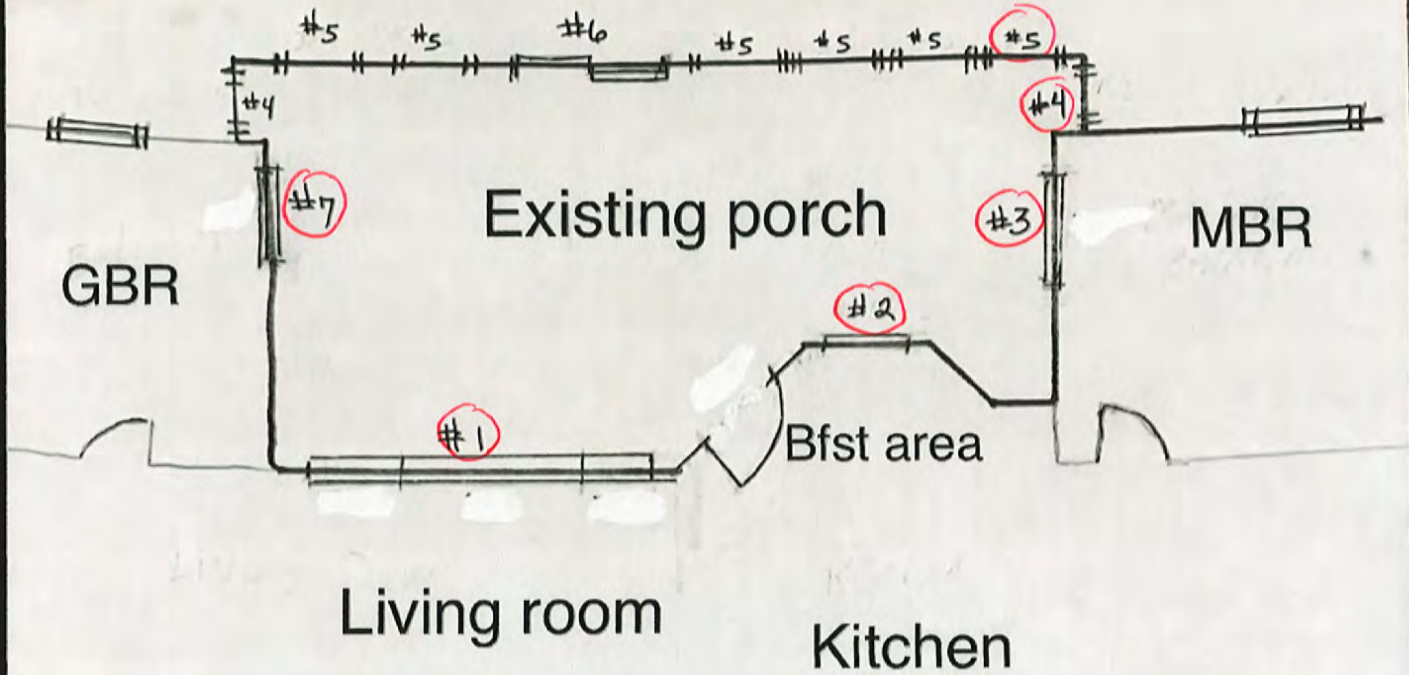 #5 #5 #6 #5 #5 #5 #5
#4 #4
#7 Existing porch #3 MBR
GBR
#2
#1
Bfst area
Living room
Kitchen